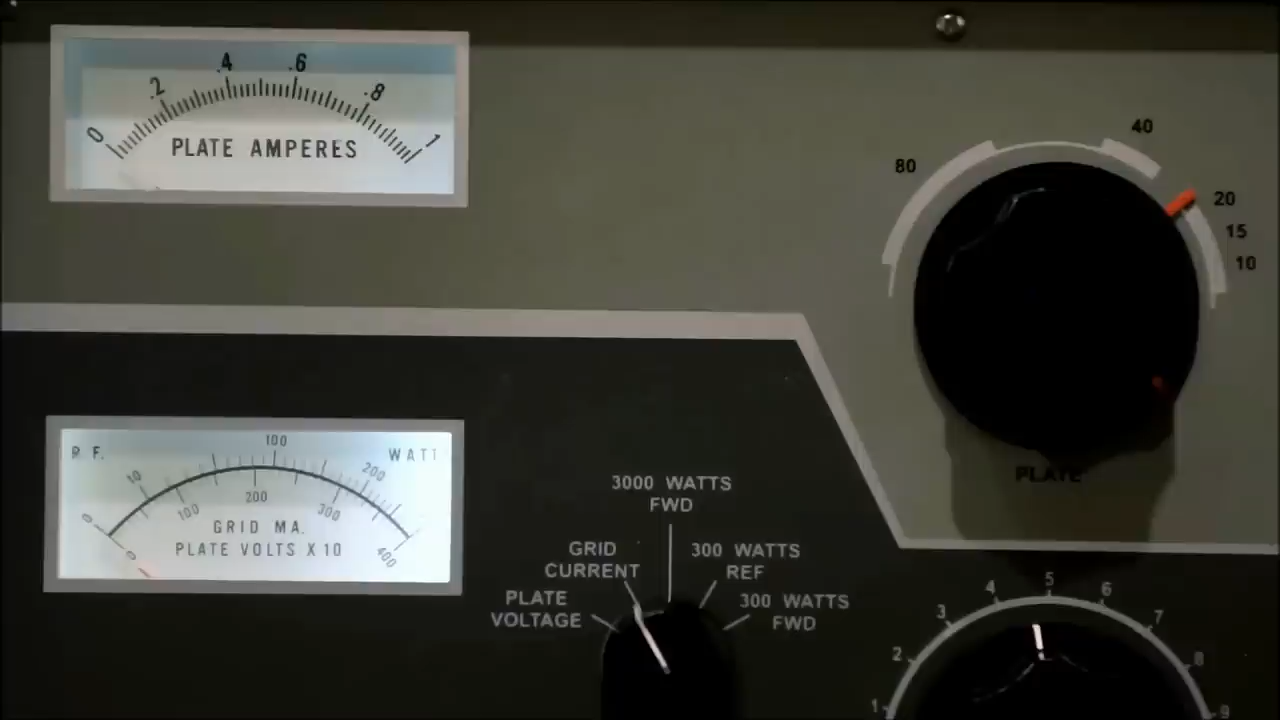 0 .2 .4 .6 .8 1
PLATE AMPERES
80
40
20
15
10
PLATE
R.F. WATT
0 10 100 200
0 100 200 300 400
GRID MA.
PLATE VOLTS X 10
3000 WATTS
FWD
GRID
CURRENT
300 WATTS
REF
PLATE
VOLTAGE
300 WATTS
FWD
1 2 3 4 5 6 7 8 9